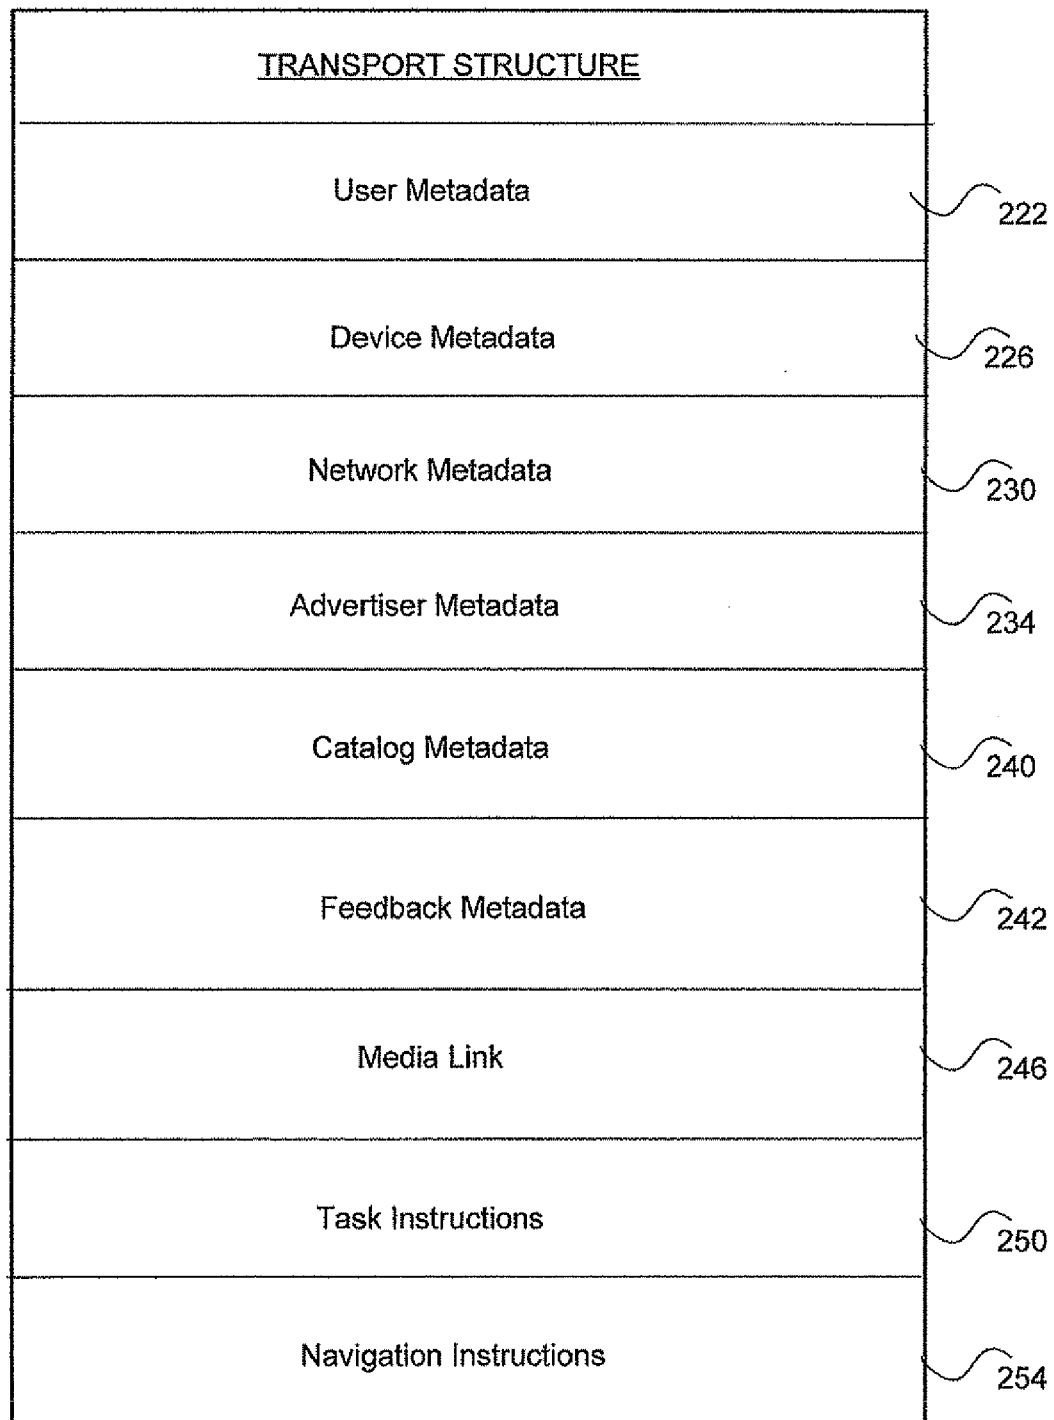 TRANSPORT STRUCTURE
User Metadata
222
Device Metadata
226
Network Metadata
230
Advertiser Metadata
234
Catalog Metadata
240
Feedback Metadata
242
Media Link
246
Task Instructions
250
Navigation Instructions
254